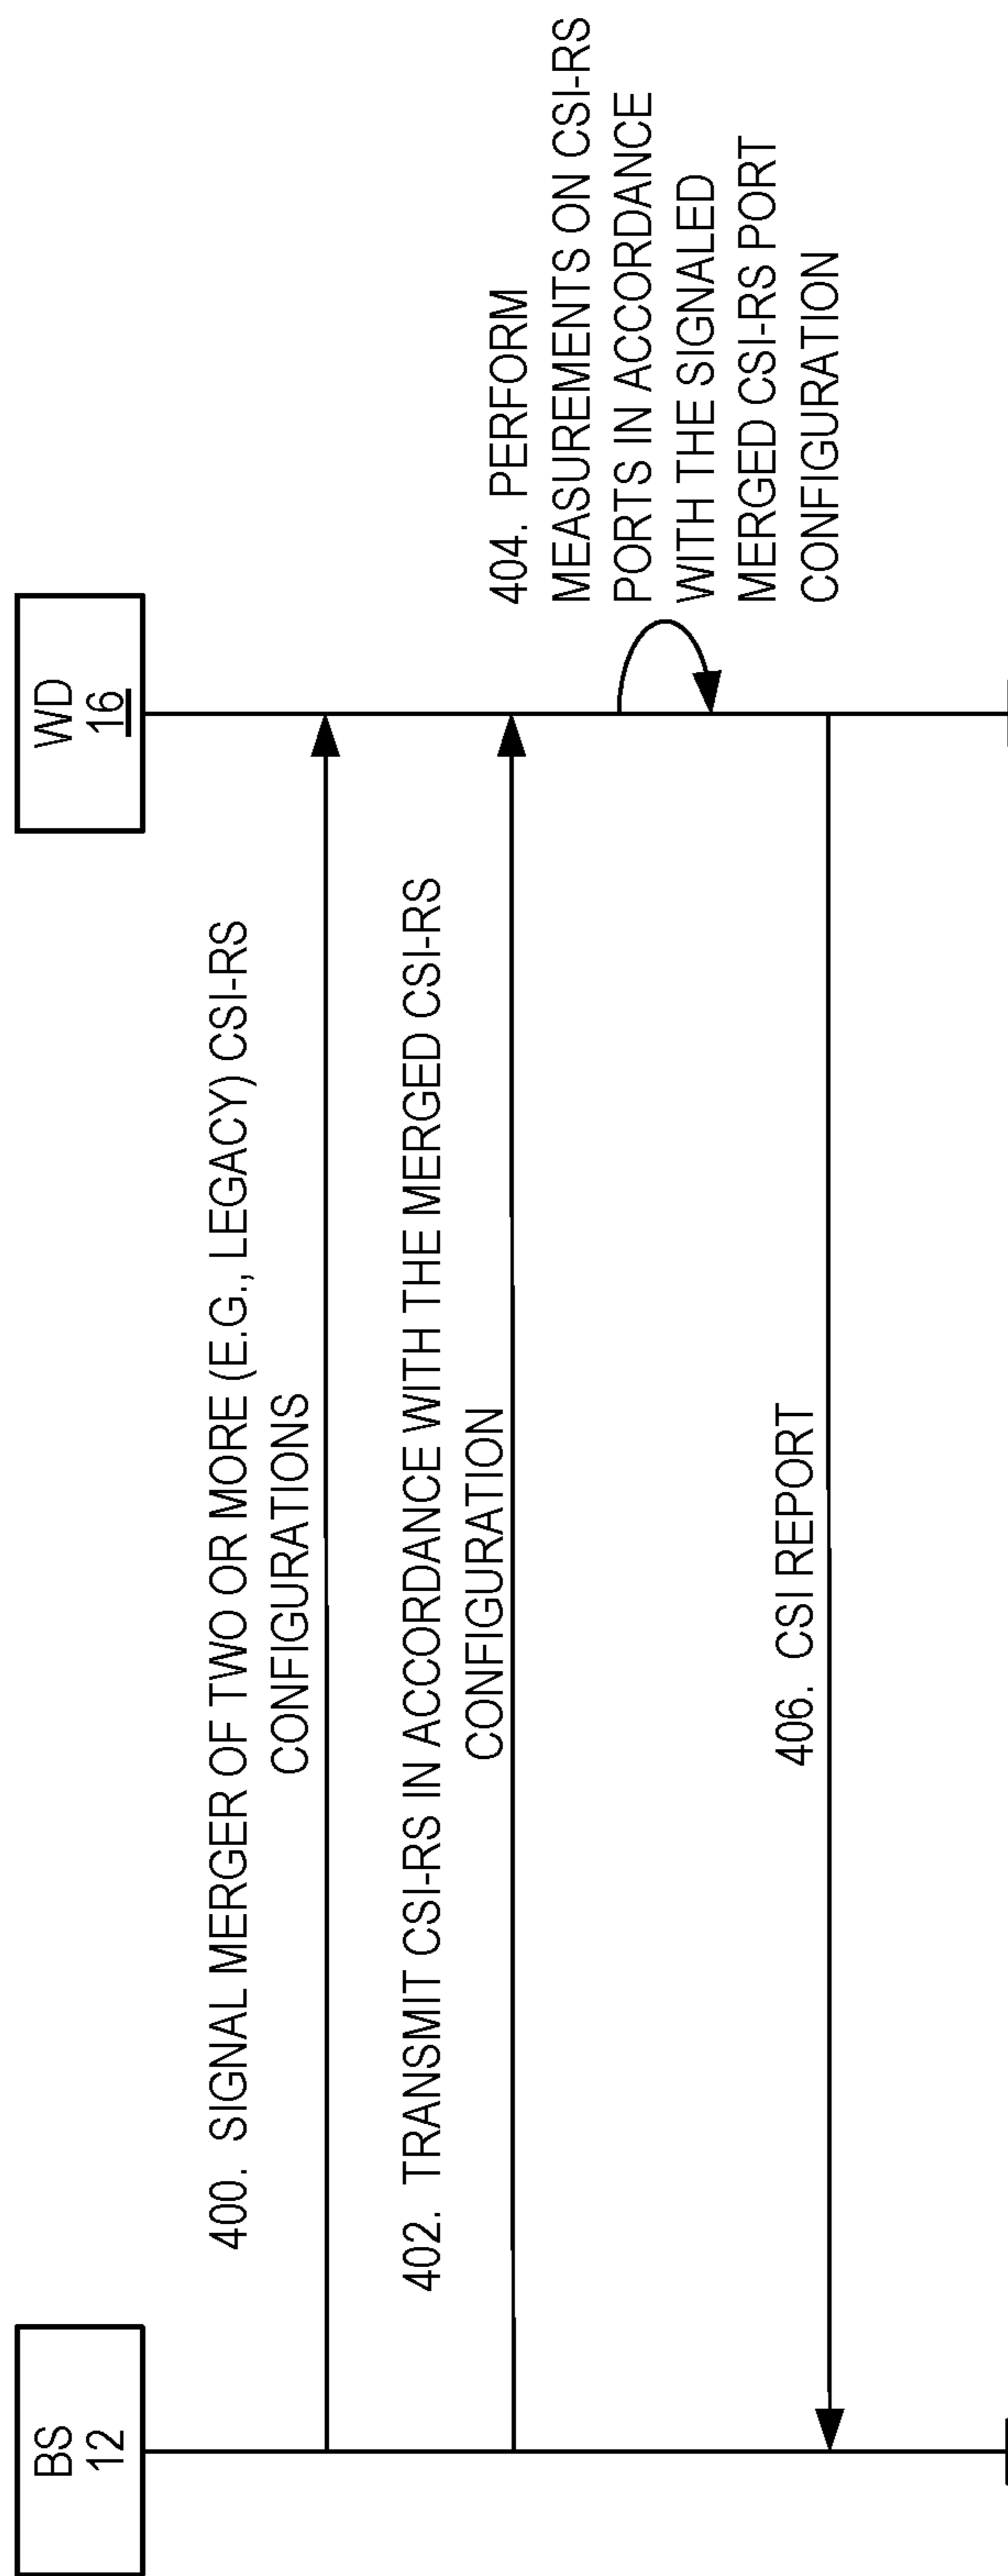 BS
12
WD
16
400. SIGNAL MERGER OF TWO OR MORE (E.G., LEGACY) CSI-RS
CONFIGURATIONS
402. TRANSMIT CSI-RS IN ACCORDANCE WITH THE MERGED CSI-RS
CONFIGURATION
404. PERFORM
MEASUREMENTS ON CSI-RS
PORTS IN ACCORDANCE
WITH THE SIGNALED
MERGED CSI-RS PORT
CONFIGURATION
406. CSI REPORT